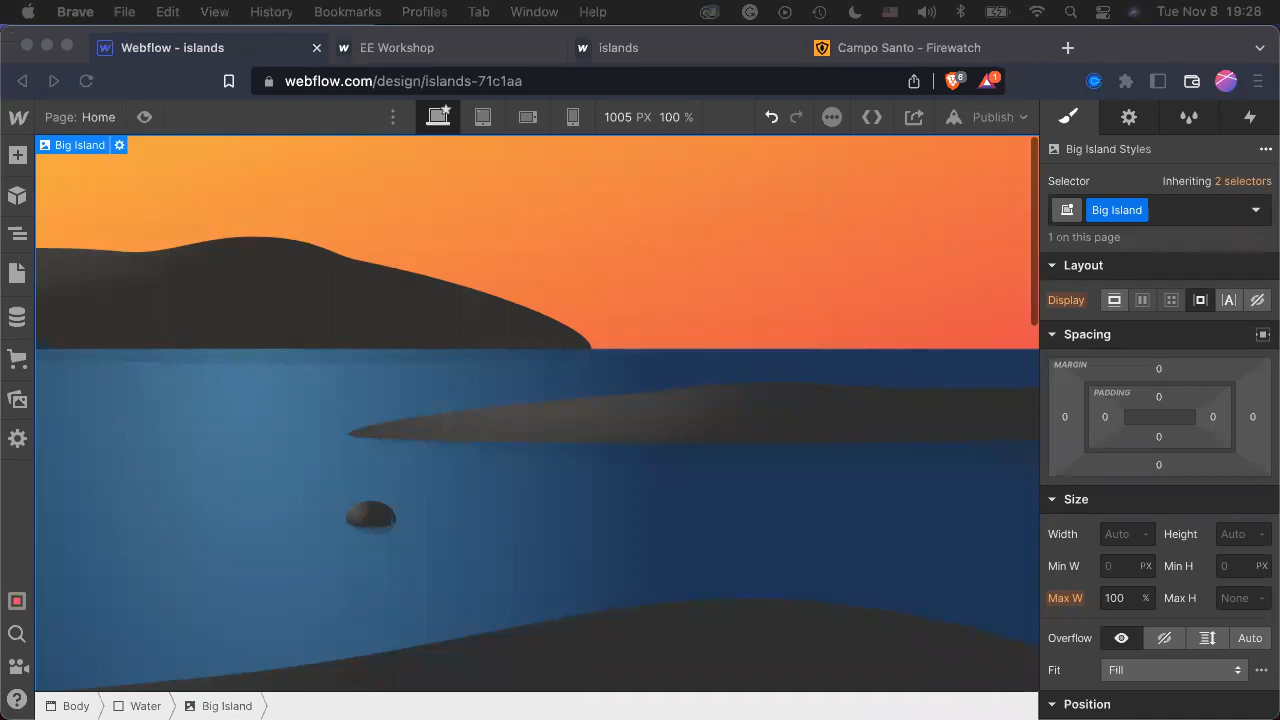 Brave File Edit View History Bookmarks Profiles Tab Window Help Tue Nov 8 19:28
Webflow - islands EE Workshop islands Campo Santo - Firewatch
webflow.com/design/islands-71c1aa 6 1
Page: Home 1005 PX 100 % Publish
Big Island
Big Island Styles
Selector Inheriting 2 selectors
Big Island
1 on this page
Layout
Display
Spacing
MARGIN 0
PADDING 0
0 0 0 0
0
0
Size
Width Auto - Height Auto -
Min W 0 PX Min H 0 PX
Max W 100 % Max H None -
Overflow Auto
Fit Fill
Position
Body Water Big Island